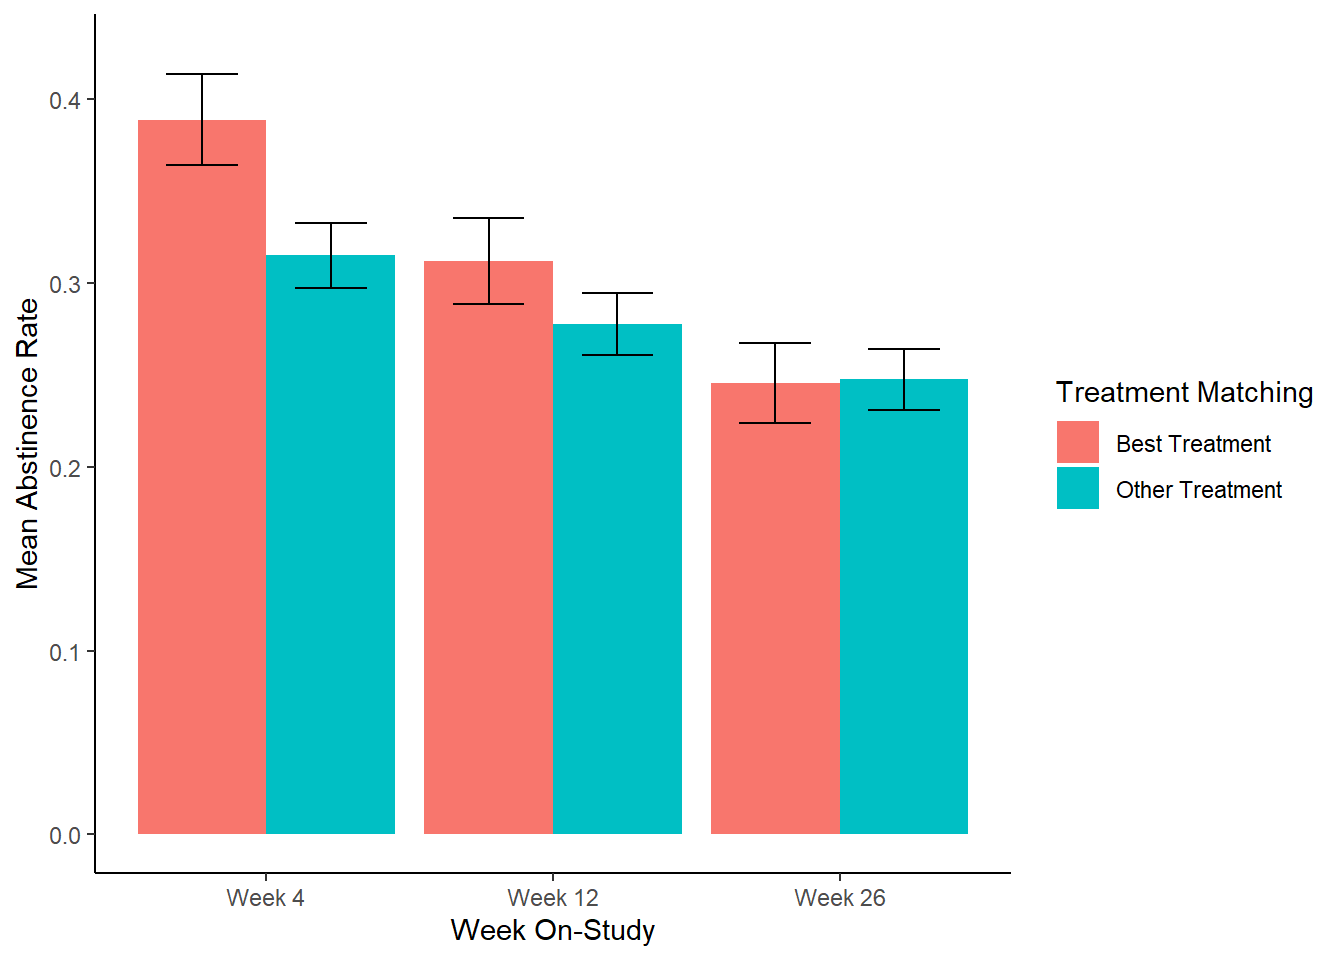 Mean Abstinence Rate
0.4
0.3
0.2
0.1
0.0
Week 4
Week 12
Week 26
Week On-Study
Treatment Matching
Best Treatment
Other Treatment